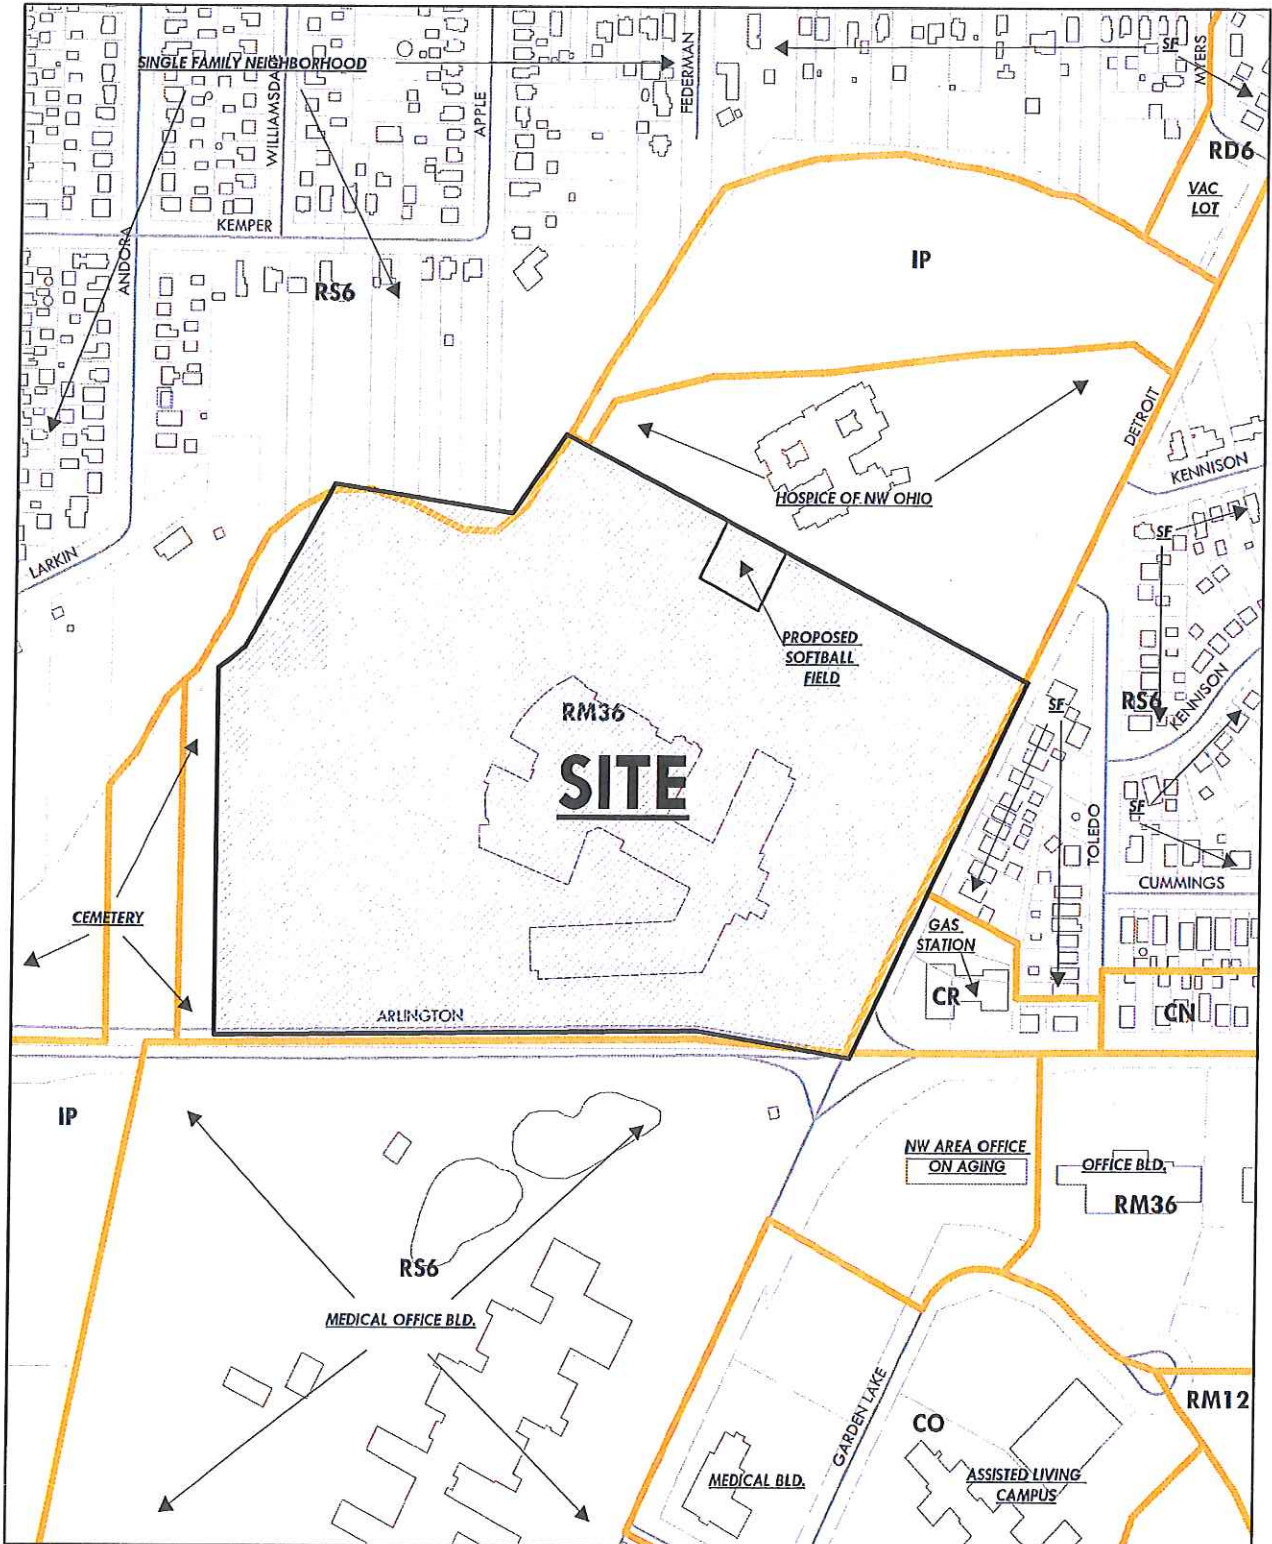 SINGLE FAMILY NEIGHBORHOOD
WILLIAMSDALE
APPLE
FEDERMAN
SF
MYERS
RD6
VAC
LOT
KEMPER
ANDORA
RS6
IP
DETROIT
KENNISON
HOSPICE OF NW OHIO
SF
LARKIN
PROPOSED
SOFTBALL
FIELD
RM36
SITE
SF
RS6
KENNISON
SF
TOLEDO
CUMMINGS
CEMETERY
GAS
STATION
CR
CN
ARLINGTON
IP
NW AREA OFFICE
ON AGING
OFFICE BLD.
RM36
RS6
MEDICAL OFFICE BLD.
GARDEN LAKE
RM12
CO
MEDICAL BLD.
ASSISTED LIVING
CAMPUS